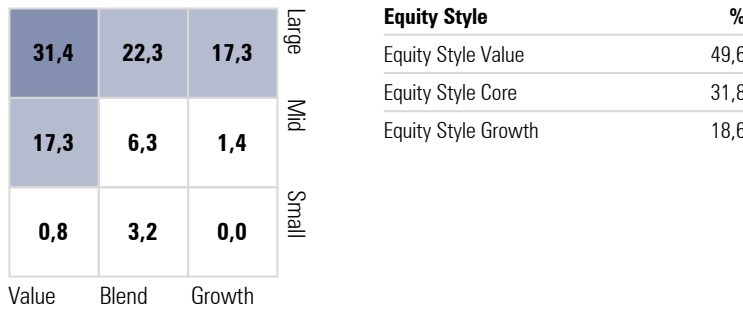 31,4 22,3 17,3 Large
17,3 6,3 1,4 Mid
0,8 3,2 0,0 Small
Value Blend Growth
Equity Style %
Equity Style Value 49,6
Equity Style Core 31,8
Equity Style Growth 18,6